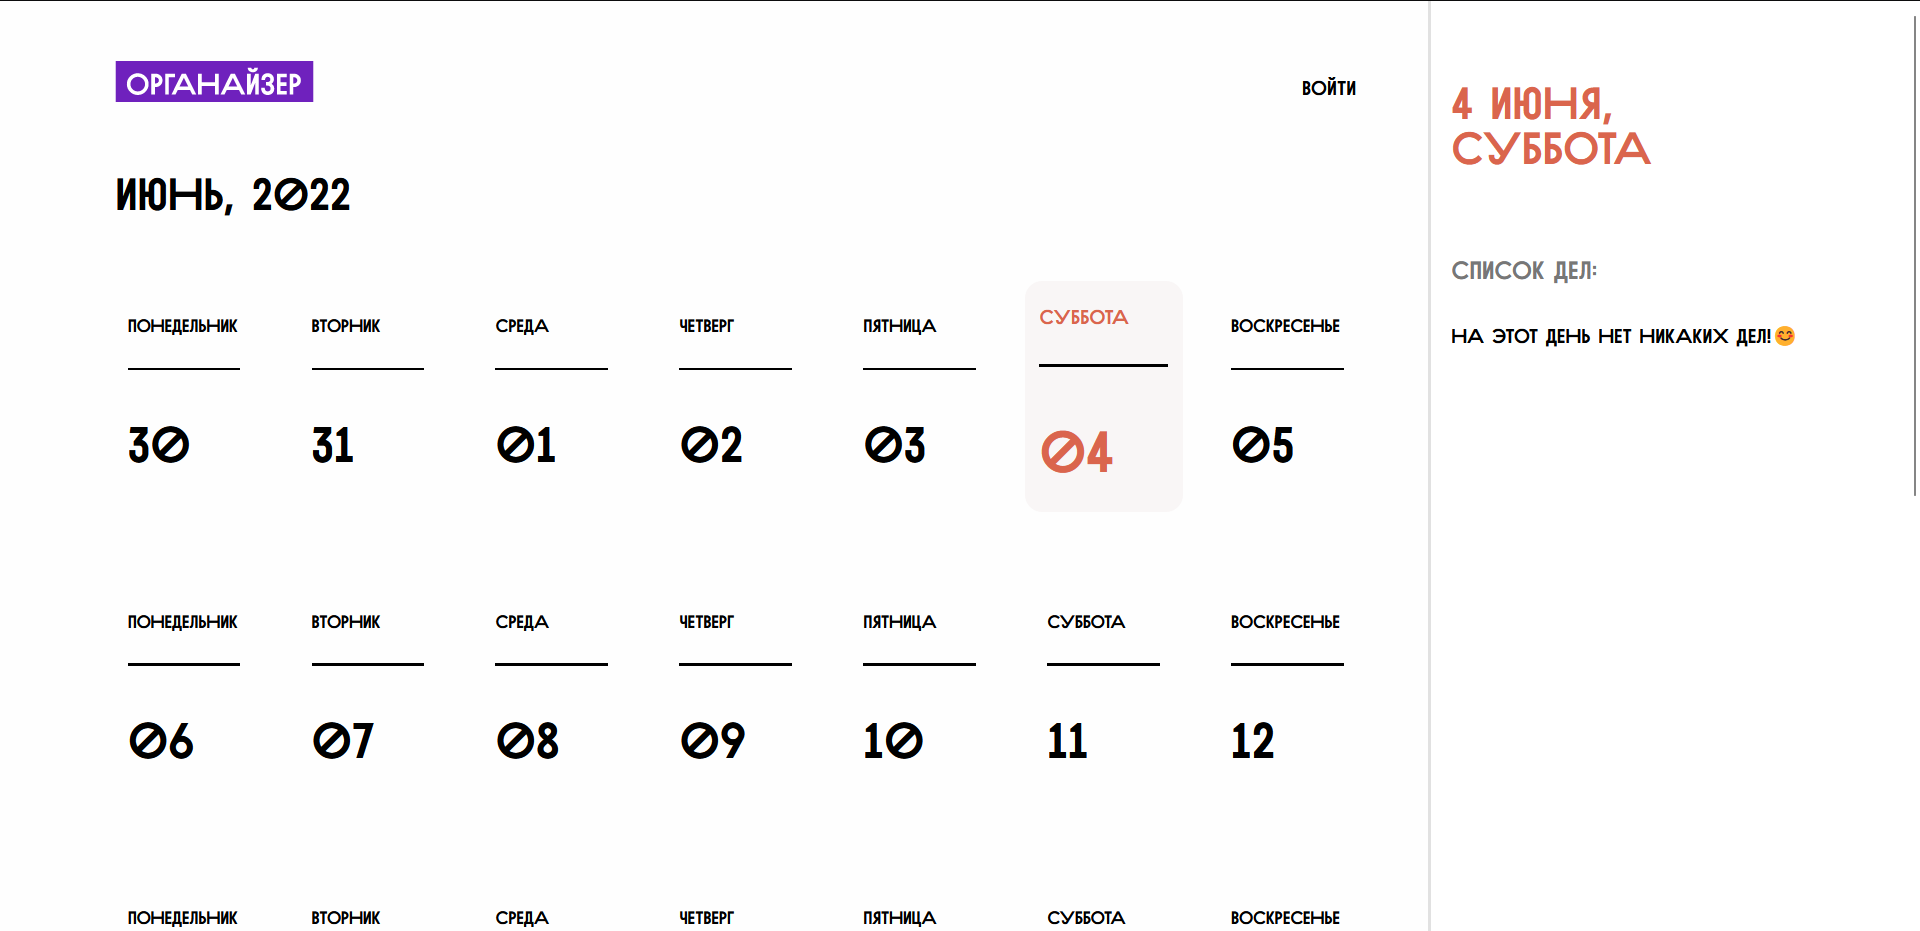 ОРГАНАЙЗЕР
ВОЙТИ
ИЮНЬ, 2022
ПОНЕДЕЛЬНИК ВТОРНИК СРЕДА ЧЕТВЕРГ ПЯТНИЦА СУББОТА ВОСКРЕСЕНЬЕ
30 31 01 02 03 04 05
ПОНЕДЕЛЬНИК ВТОРНИК СРЕДА ЧЕТВЕРГ ПЯТНИЦА СУББОТА ВОСКРЕСЕНЬЕ
06 07 08 09 10 11 12
ПОНЕДЕЛЬНИК ВТОРНИК СРЕДА ЧЕТВЕРГ ПЯТНИЦА СУББОТА ВОСКРЕСЕНЬЕ
4 ИЮНЯ,
СУББОТА
СПИСОК ДЕЛ:
НА ЭТОТ ДЕНЬ НЕТ НИКАКИХ ДЕЛ!😊